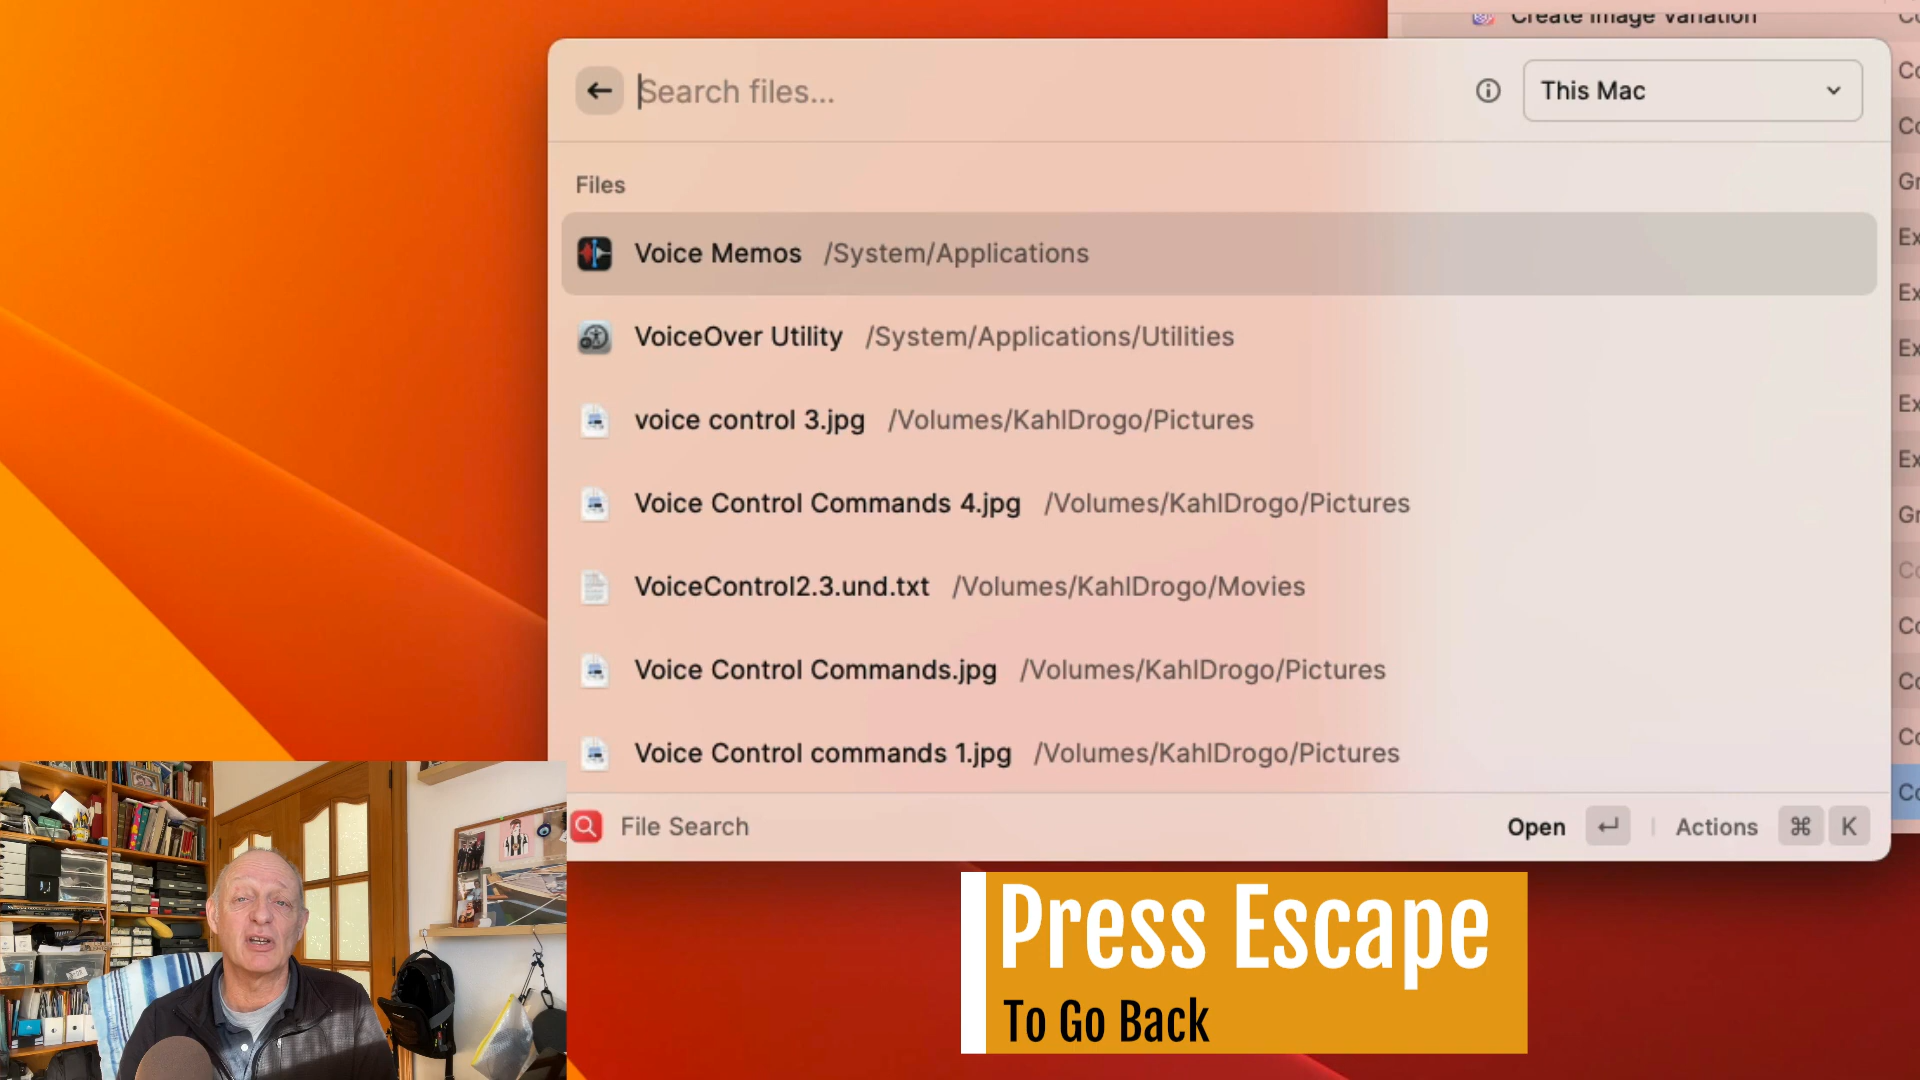 Create Image Variation
Search files...
This Mac
Files
Voice Memos /System/Applications
VoiceOver Utility /System/Applications/Utilities
voice control 3.jpg /Volumes/KahlDrogo/Pictures
Voice Control Commands 4.jpg /Volumes/KahlDrogo/Pictures
VoiceControl2.3.und.txt /Volumes/KahlDrogo/Movies
Voice Control Commands.jpg /Volumes/KahlDrogo/Pictures
Voice Control commands 1.jpg /Volumes/KahlDrogo/Pictures
File Search
Open ↵ | Actions ⌘ K
Press Escape
To Go Back